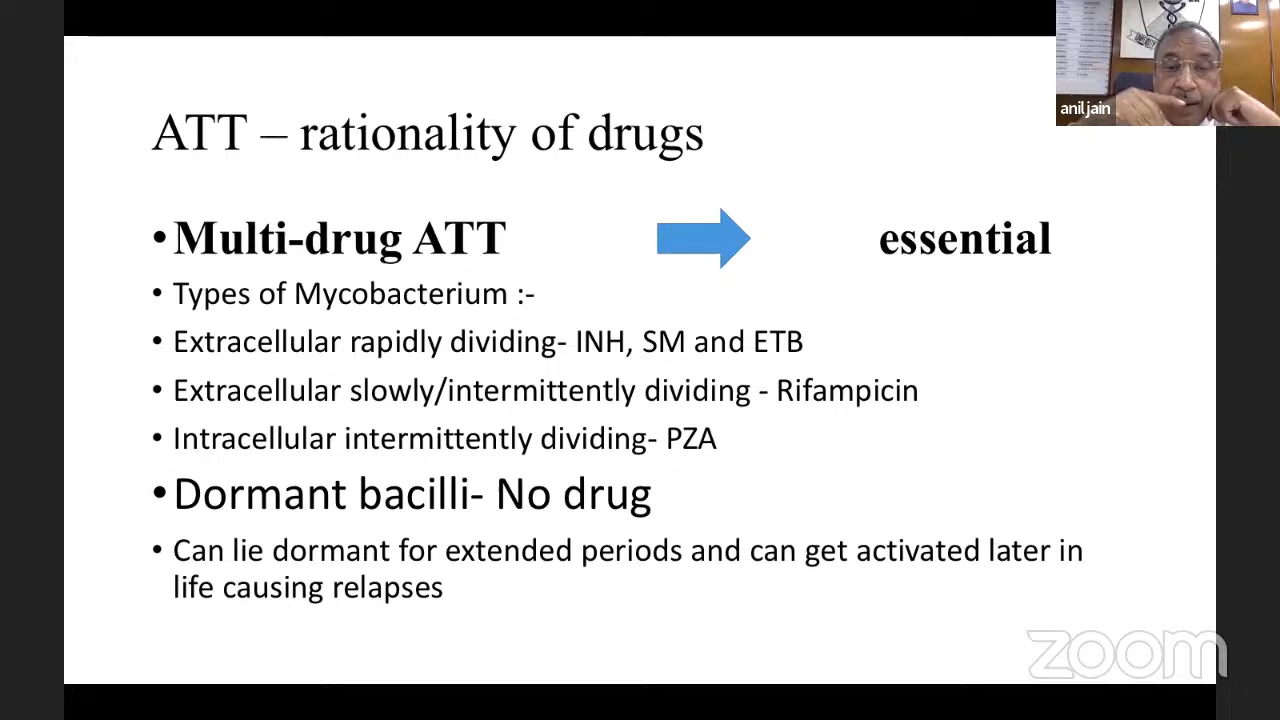 anil jain
ATT – rationality of drugs
•Multi-drug ATT essential
• Types of Mycobacterium :-
• Extracellular rapidly dividing- INH, SM and ETB
• Extracellular slowly/intermittently dividing - Rifampicin
• Intracellular intermittently dividing- PZA
•Dormant bacilli- No drug
• Can lie dormant for extended periods and can get activated later in
life causing relapses
zoom